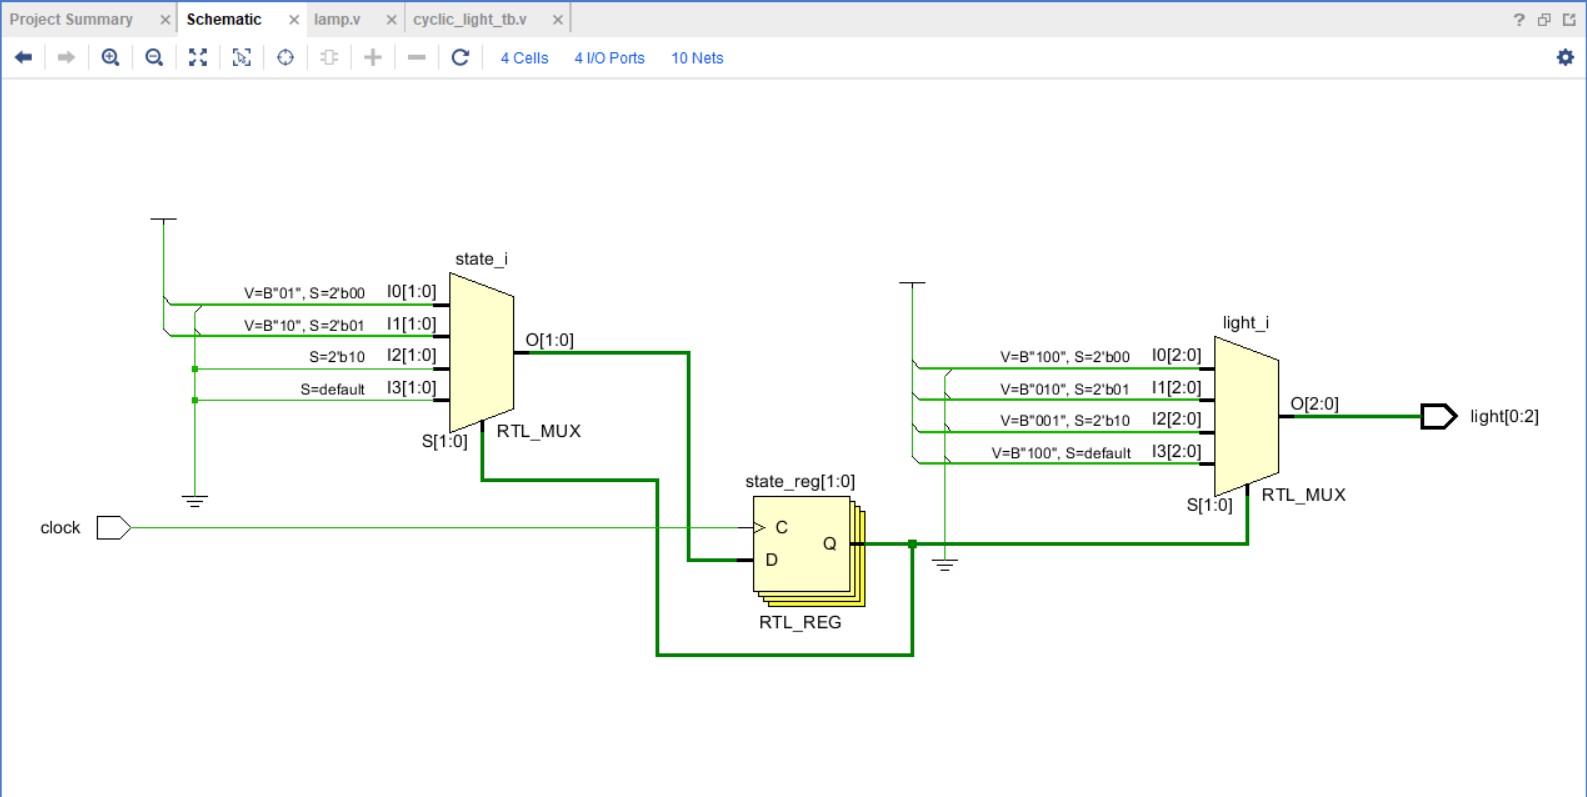 Project Summary × Schematic × lamp.v × cyclic_light_tb.v × ?
4 Cells 4 I/O Ports 10 Nets
state_i
V=B"01", S=2'b00 I0[1:0]
V=B"10", S=2'b01 I1[1:0]
S=2'b10 I2[1:0]
S=default I3[1:0]
O[1:0]
S[1:0] RTL_MUX
clock
state_reg[1:0]
C
Q
D
RTL_REG
light_i
V=B"100", S=2'b00 I0[2:0]
V=B"010", S=2'b01 I1[2:0]
V=B"001", S=2'b10 I2[2:0]
V=B"100", S=default I3[2:0]
O[2:0]
light[0:2]
S[1:0] RTL_MUX